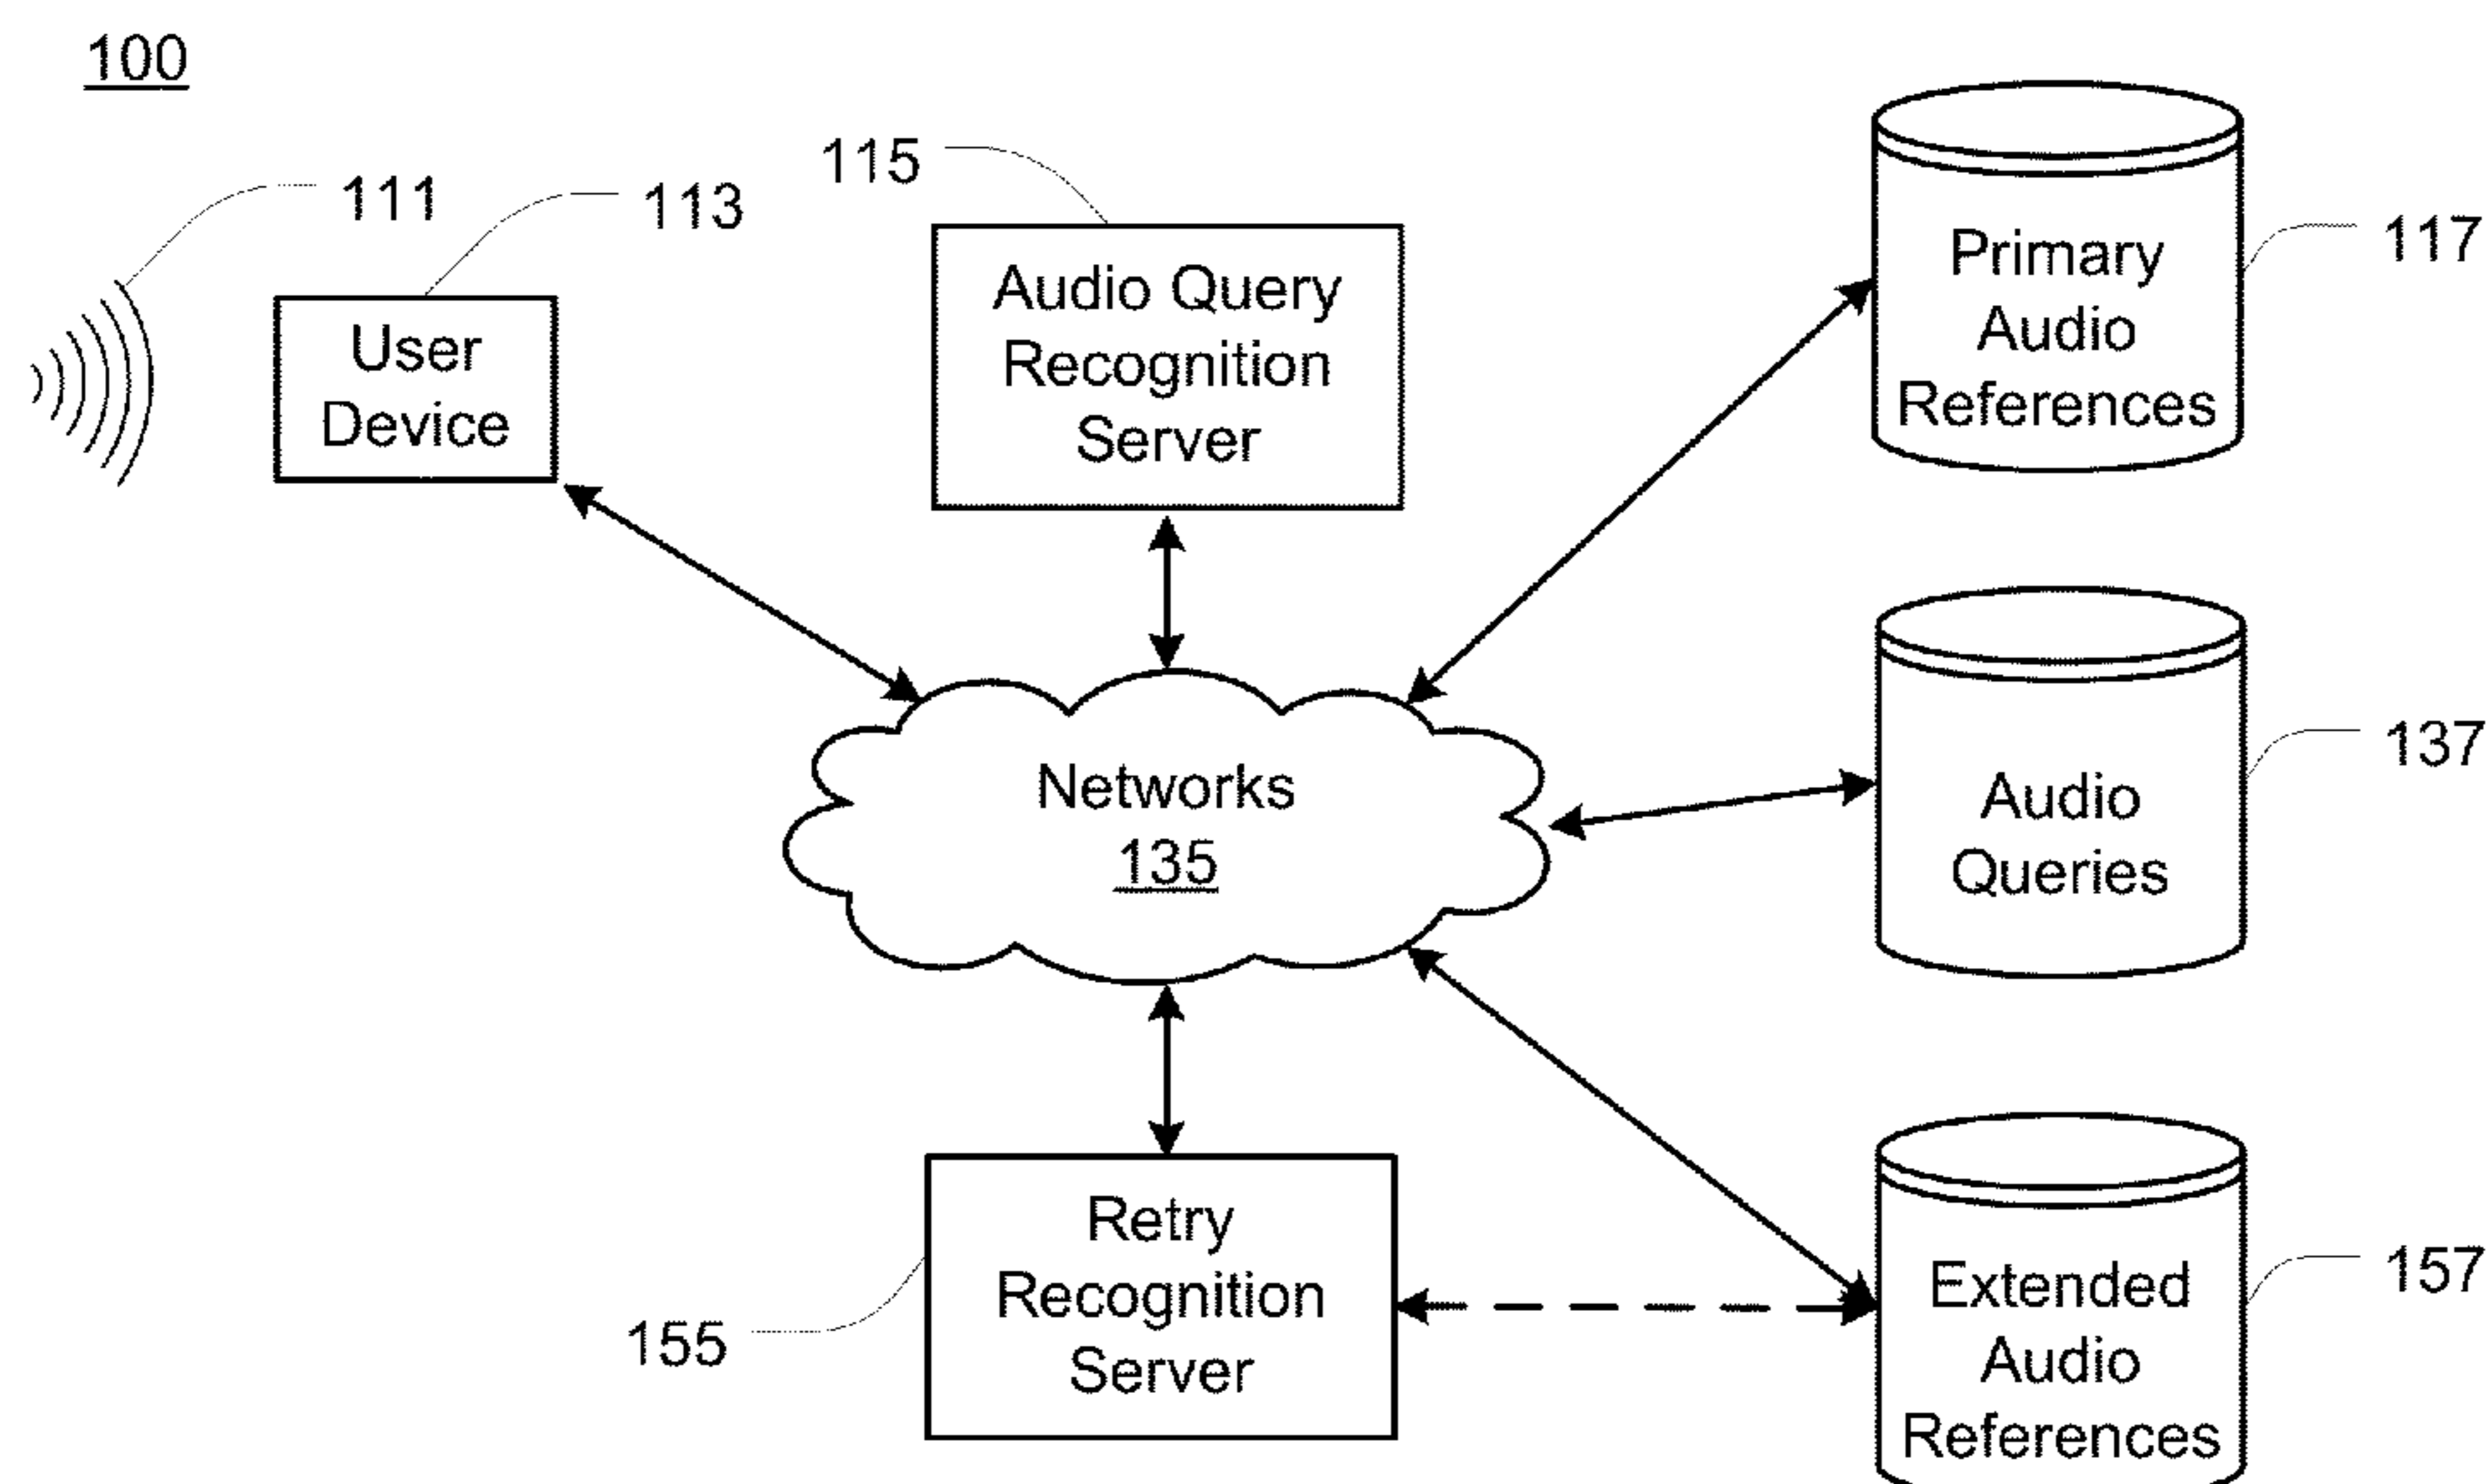 100
111
113
User
Device
115
Audio Query
Recognition
Server
Primary
Audio
References
117
Networks
135
Audio
Queries
137
Retry
Recognition
Server
155
Extended
Audio
References
157